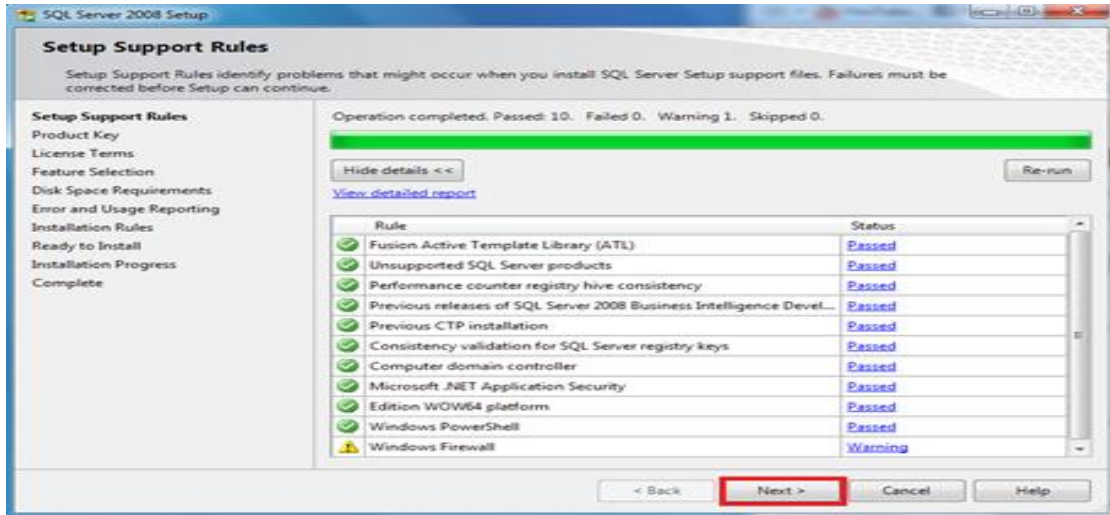 SQL Server 2008 Setup
Setup Support Rules
Setup Support Rules identify problems that might occur when you install SQL Server Setup support files. Failures must be
corrected before Setup can continue.
Setup Support Rules
Product Key
License Terms
Feature Selection
Disk Space Requirements
Error and Usage Reporting
Installation Rules
Ready to Install
Installation Progress
Complete
Operation completed. Passed: 10. Failed 0. Warning 1. Skipped 0.
Hide details <<
Re-run
View detailed report
Rule Status
Fusion Active Template Library (ATL) Passed
Unsupported SQL Server products Passed
Performance counter registry hive consistency Passed
Previous releases of SQL Server 2008 Business Intelligence Devel... Passed
Previous CTP installation Passed
Consistency validation for SQL Server registry keys Passed
Computer domain controller Passed
Microsoft .NET Application Security Passed
Edition WOW64 platform Passed
Windows PowerShell Passed
Windows Firewall Warning
< Back Next > Cancel Help